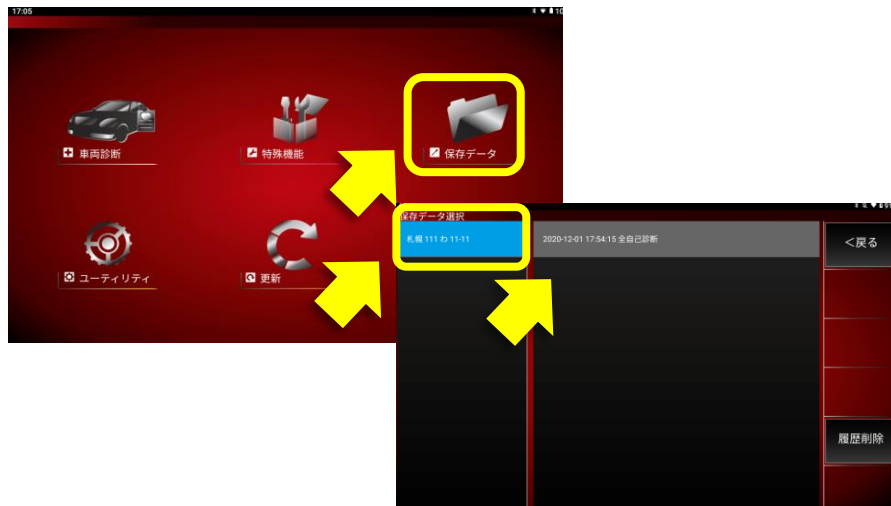 17:05
車両診断
特殊機能
保存データ
ユーティリティ
更新
保存データ選択
札幌 111 わ 11-11
2020-12-01 17:54:15 全自己診断
<戻る
履歴削除